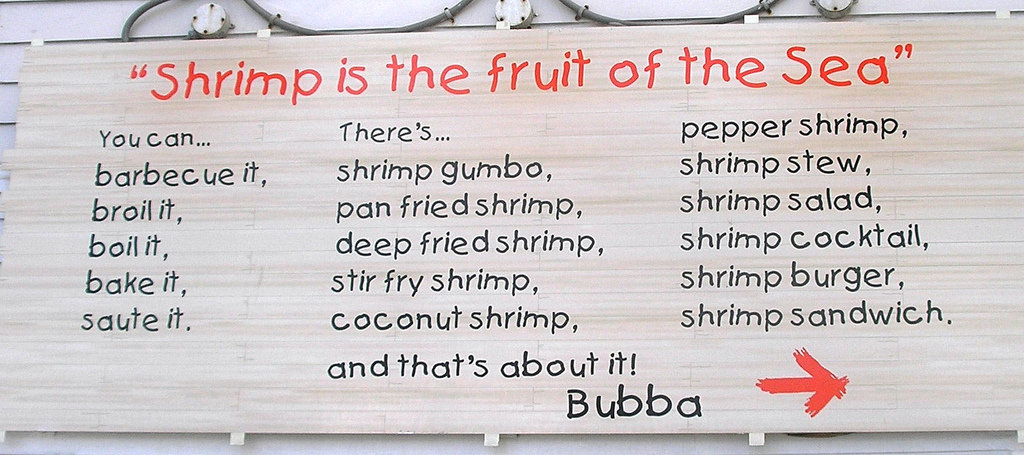 “Shrimp is the fruit of the Sea”
You can...
barbecue it,
broil it,
boil it,
bake it,
saute it.
There's...
shrimp gumbo,
pan fried shrimp,
deep fried shrimp,
stir fry shrimp,
coconut shrimp,
pepper shrimp,
shrimp stew,
shrimp salad,
shrimp cocktail,
shrimp burger,
shrimp sandwich.
and that's about it!
Bubba